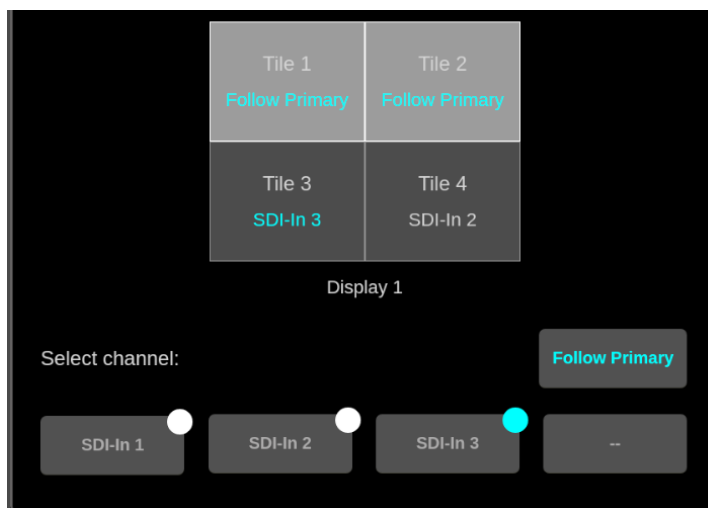 Tile 1
Follow Primary
Tile 2
Follow Primary
Tile 3
SDI-In 3
Tile 4
SDI-In 2
Display 1
Select channel:
Follow Primary
SDI-In 1
SDI-In 2
SDI-In 3
--